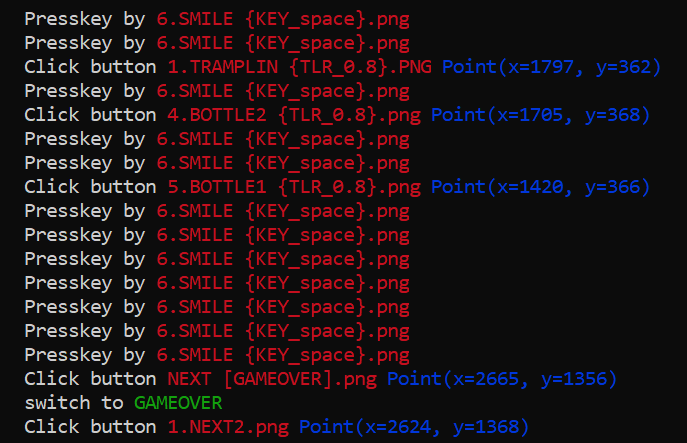 Presskey by 6.SMILE {KEY_space}.png
Presskey by 6.SMILE {KEY_space}.png
Click button 1.TRAMPLIN {TLR_0.8}.PNG Point(x=1797, y=362)
Presskey by 6.SMILE {KEY_space}.png
Click button 4.BOTTLE2 {TLR_0.8}.png Point(x=1705, y=368)
Presskey by 6.SMILE {KEY_space}.png
Presskey by 6.SMILE {KEY_space}.png
Click button 5.BOTTLE1 {TLR_0.8}.png Point(x=1420, y=366)
Presskey by 6.SMILE {KEY_space}.png
Presskey by 6.SMILE {KEY_space}.png
Presskey by 6.SMILE {KEY_space}.png
Presskey by 6.SMILE {KEY_space}.png
Presskey by 6.SMILE {KEY_space}.png
Presskey by 6.SMILE {KEY_space}.png
Presskey by 6.SMILE {KEY_space}.png
Click button NEXT [GAMEOVER].png Point(x=2665, y=1356)
switch to GAMEOVER
Click button 1.NEXT2.png Point(x=2624, y=1368)